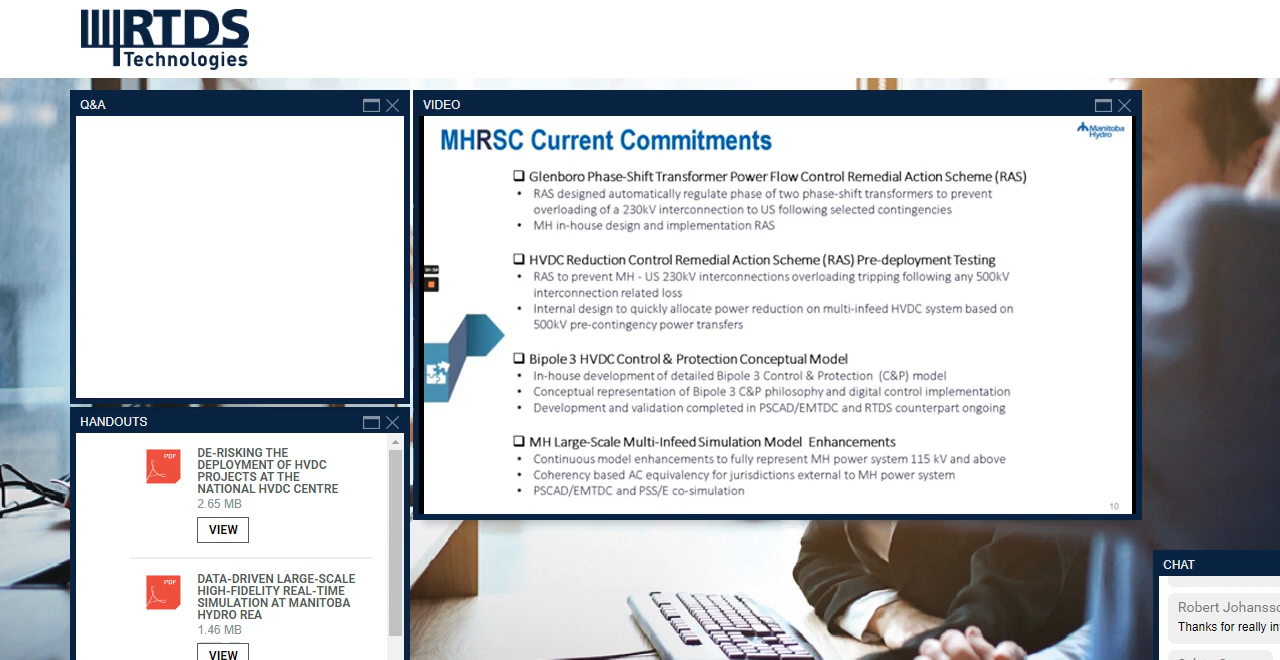 RTDS
Technologies
Q&A
VIDEO
MHRSC Current Commitments
Manitoba
Hydro
❑ Glenboro Phase-Shift Transformer Power Flow Control Remedial Action Scheme (RAS)
• RAS designed automatically regulate phase of two phase-shift transformers to prevent
overloading of a 230kV interconnection to US following selected contingencies
• MH in-house design and implementation RAS
❑ HVDC Reduction Control Remedial Action Scheme (RAS) Pre-deployment Testing
• RAS to prevent MH - US 230kV interconnections overloading tripping following any 500kV
interconnection related loss
• Internal design to quickly allocate power reduction on multi-infeed HVDC system based on
500kV pre-contingency power transfers
❑ Bipole 3 HVDC Control & Protection Conceptual Model
• In-house development of detailed Bipole 3 Control & Protection (C&P) model
• Conceptual representation of Bipole 3 C&P philosophy and digital control implementation
• Development and validation completed in PSCAD/EMTDC and RTDS counterpart ongoing
❑ MH Large-Scale Multi-Infeed Simulation Model Enhancements
• Continuous model enhancements to fully represent MH power system 115 kV and above
• Coherency based AC equivalency for jurisdictions external to MH power system
• PSCAD/EMTDC and PSS/E co-simulation
10
HANDOUTS
PDF
DE-RISKING THE
DEPLOYMENT OF HVDC
PROJECTS AT THE
NATIONAL HVDC CENTRE
2.65 MB
VIEW
PDF
DATA-DRIVEN LARGE-SCALE
HIGH-FIDELITY REAL-TIME
SIMULATION AT MANITOBA
HYDRO REA
1.46 MB
VIEW
CHAT
Robert Johansso
Thanks for really in